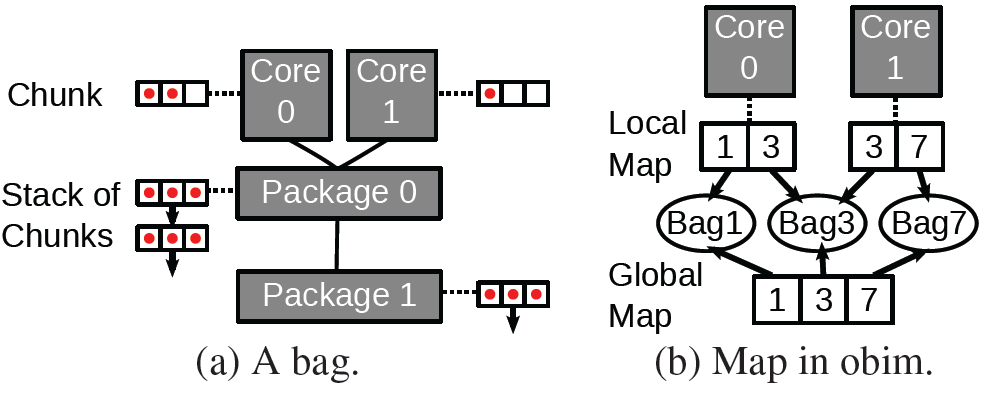 Chunk
Core
0
Core
1
Stack of
Chunks
Package 0
Package 1
(a) A bag.
Core
0
Core
1
Local
Map
1 3
3 7
Bag1
Bag3
Bag7
Global
Map
1 3 7
(b) Map in obim.